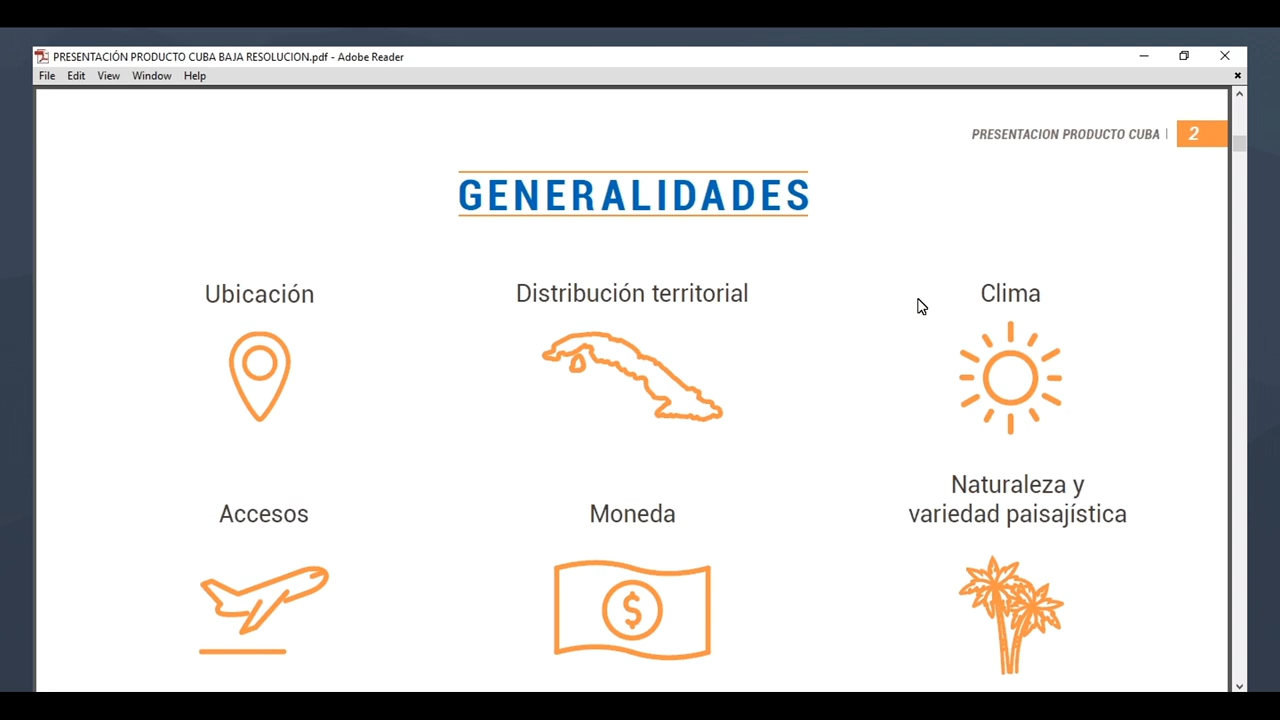 PRESENTACIÓN PRODUCTO CUBA BAJA RESOLUCION.pdf - Adobe Reader
File Edit View Window Help
PRESENTACION PRODUCTO CUBA | 2
GENERALIDADES
Ubicación
Distribución territorial
Clima
Accesos
Moneda
Naturaleza y
variedad paisajística
$